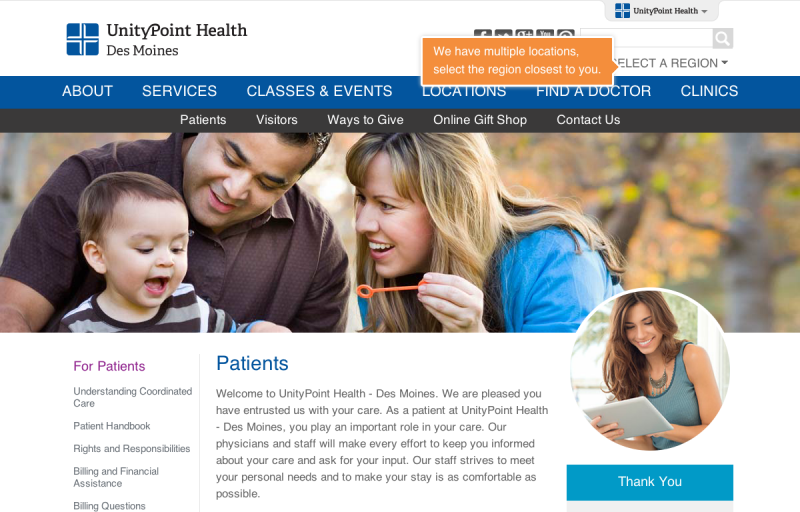 UnityPoint Health
UnityPoint Health
Des Moines
We have multiple locations,
select the region closest to you.
SELECT A REGION
ABOUT SERVICES CLASSES & EVENTS LOCATIONS FIND A DOCTOR CLINICS
Patients Visitors Ways to Give Online Gift Shop Contact Us
For Patients
Understanding Coordinated
Care
Patient Handbook
Rights and Responsibilities
Billing and Financial
Assistance
Billing Questions
Patients
Welcome to UnityPoint Health - Des Moines. We are pleased you
have entrusted us with your care. As a patient at UnityPoint Health
- Des Moines, you play an important role in your care. Our
physicians and staff will make every effort to keep you informed
about your care and ask for your input. Our staff strives to meet
your personal needs and to make your stay is as comfortable as
possible.
Thank You